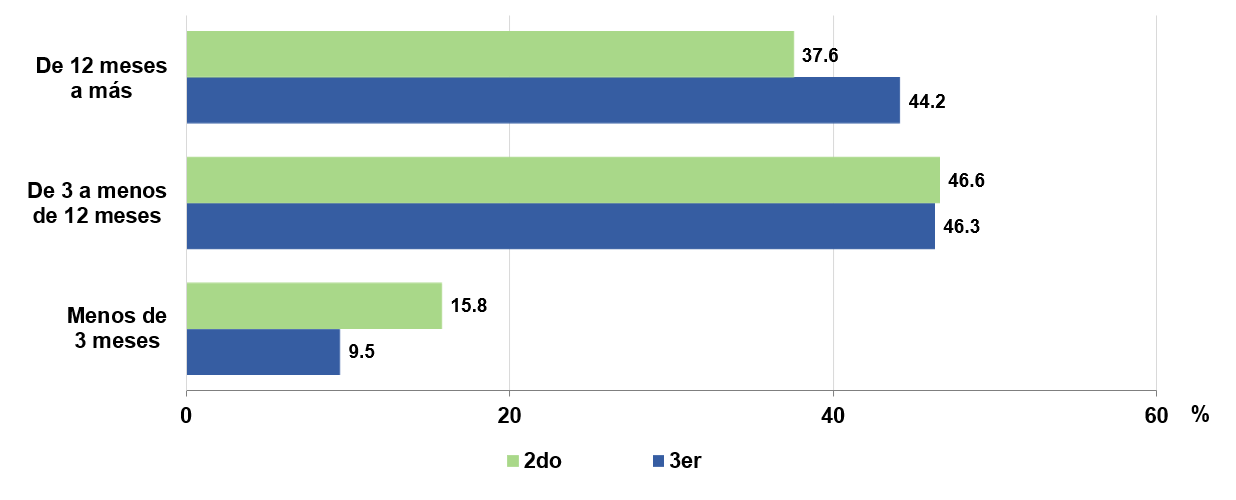 De 12 meses
a más
37.6
44.2
De 3 a menos
de 12 meses
46.6
46.3
Menos de
3 meses
15.8
9.5
0 20 40 60 %
2do 3er